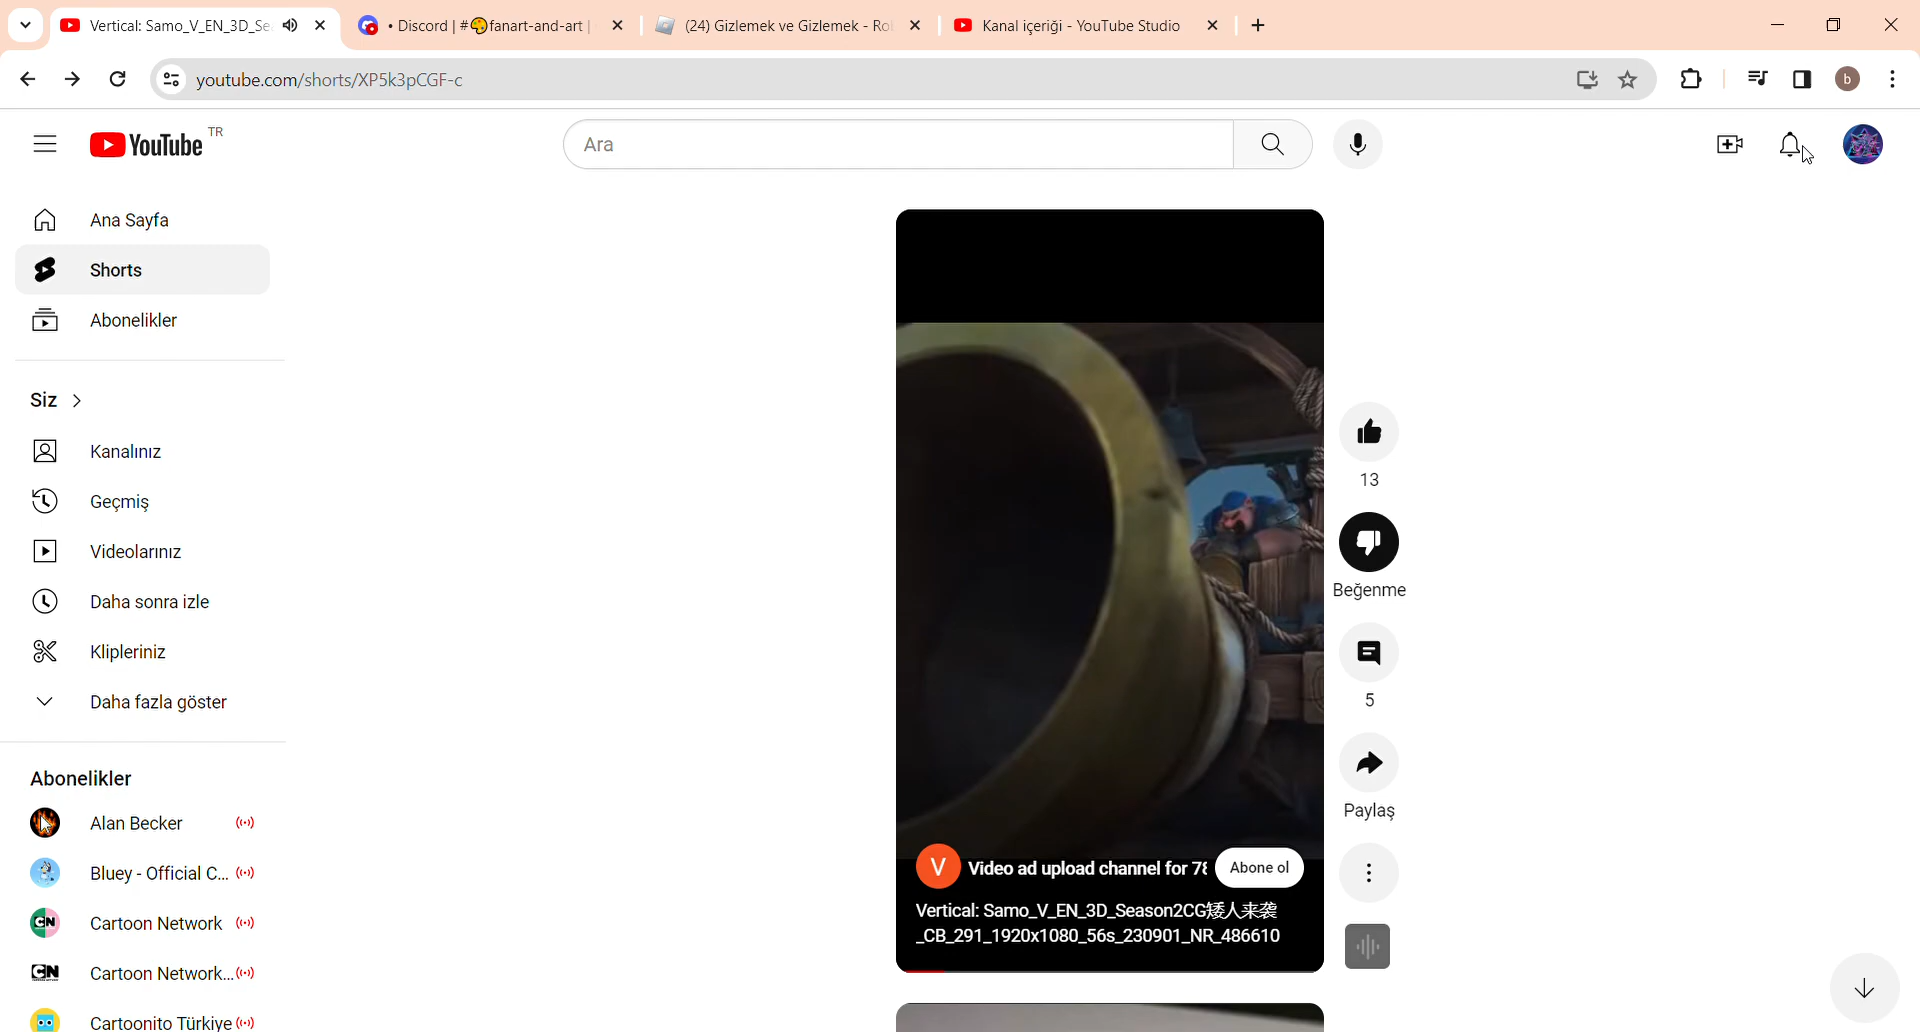 Vertical: Samo_V_EN_3D_Se
• Discord | #🎨fanart-and-art |
(24) Gizlemek ve Gizlemek - Ro
Kanal içeriği - YouTube Studio
youtube.com/shorts/XP5k3pCGF-c
b
YouTube TR
Ara
Ana Sayfa
Shorts
Abonelikler
Siz
Kanalınız
Geçmiş
Videolarınız
Daha sonra izle
Klipleriniz
Daha fazla göster
Abonelikler
Alan Becker
Bluey - Official C...
CN
Cartoon Network
CN
Cartoon Network...
Cartoonito Türkiye
13
Beğenme
5
Paylaş
V
Video ad upload channel for 78
Abone ol
Vertical: Samo_V_EN_3D_Season2CG矮人来袭
_CB_291_1920x1080_56s_230901_NR_486610